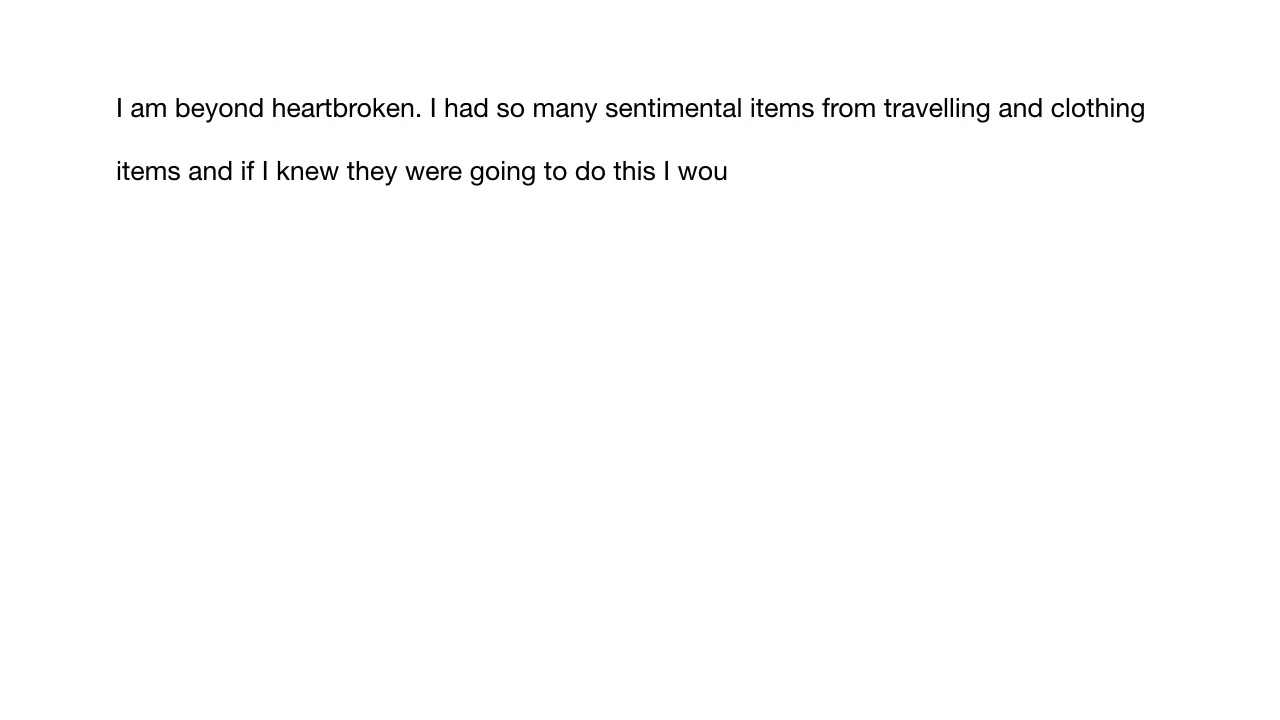 I am beyond heartbroken. I had so many sentimental items from travelling and clothing
items and if I knew they were going to do this I wou